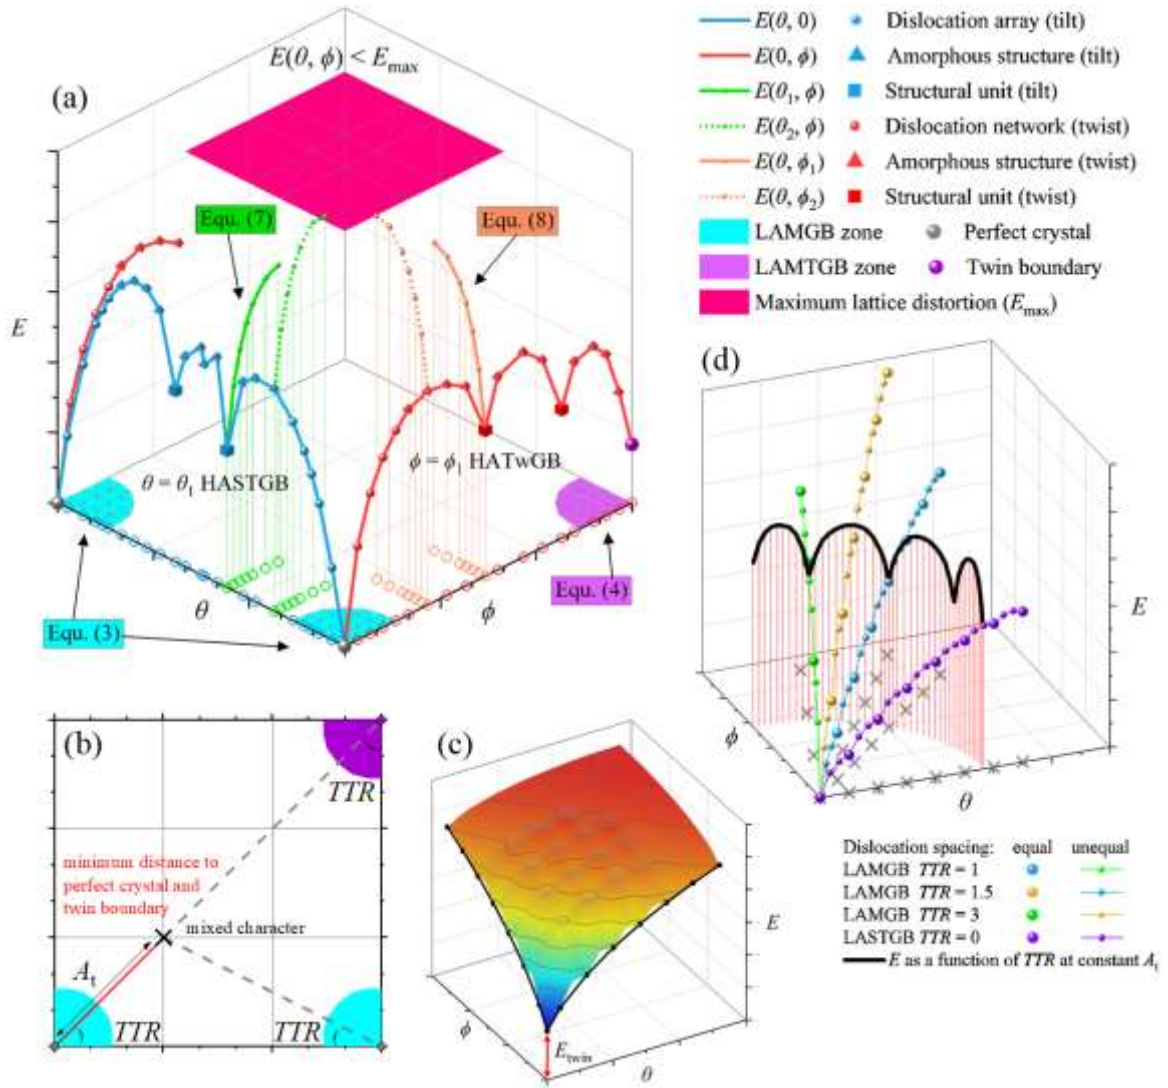 (a)
E(θ, ϕ) < Emax
Equ. (7)
Equ. (8)
E
θ = θ1 HASTGB
ϕ = ϕ1 HATwGB
Equ. (3)
θ
ϕ
Equ. (4)
E(θ, 0)
Dislocation array (tilt)
E(0, ϕ)
Amorphous structure (tilt)
E(θ1, ϕ)
Structural unit (tilt)
E(θ2, ϕ)
Dislocation network (twist)
E(θ, ϕ1)
Amorphous structure (twist)
E(θ, ϕ2)
Structural unit (twist)
LAMGB zone
Perfect crystal
LAMTGB zone
Twin boundary
Maximum lattice distortion (Emax)
(d)
E
ϕ
θ
(b)
TTR
minimum distance to
perfect crystal and
twin boundary
mixed character
At
TTR
TTR
(c)
E
ϕ
Etwin
θ
Dislocation spacing:
equal
unequal
LAMGB TTR = 1
LAMGB TTR = 1.5
LAMGB TTR = 3
LASTGB TTR = 0
E as a function of TTR at constant At